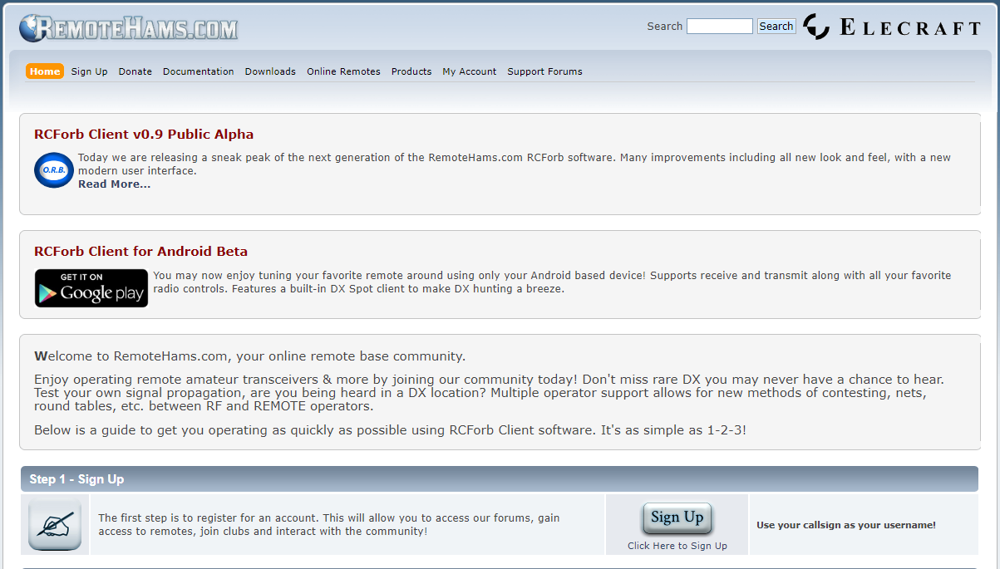 REMOTEHAMS.COM
Search
Search
ELECRAFT
Home Sign Up Donate Documentation Downloads Online Remotes Products My Account Support Forums
RCForb Client v0.9 Public Alpha
O.R.B.
Today we are releasing a sneak peak of the next generation of the RemoteHams.com RCForb software. Many improvements including all new look and feel, with a new
modern user interface.
Read More...
RCForb Client for Android Beta
GET IT ON
Google play
You may now enjoy tuning your favorite remote around using only your Android based device! Supports receive and transmit along with all your favorite
radio controls. Features a built-in DX Spot client to make DX hunting a breeze.
Welcome to RemoteHams.com, your online remote base community.
Enjoy operating remote amateur transceivers & more by joining our community today! Don't miss rare DX you may never have a chance to hear.
Test your own signal propagation, are you being heard in a DX location? Multiple operator support allows for new methods of contesting, nets,
round tables, etc. between RF and REMOTE operators.
Below is a guide to get you operating as quickly as possible using RCForb Client software. It's as simple as 1-2-3!
Step 1 - Sign Up
The first step is to register for an account. This will allow you to access our forums, gain
access to remotes, join clubs and interact with the community!
Sign Up
Click Here to Sign Up
Use your callsign as your username!